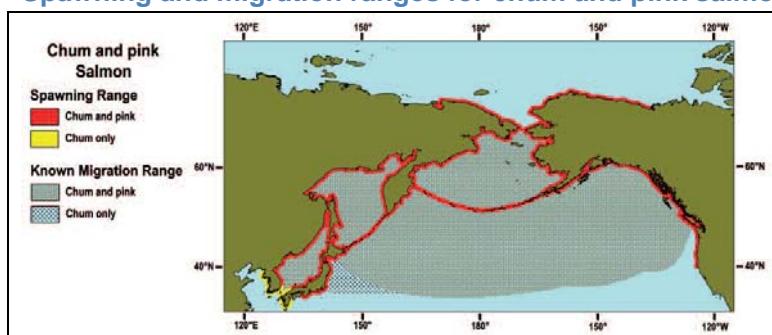 Spawning and migration ranges for chum and pink salmo
Chum and pink
Salmon
Spawning Range
Chum and pink
Chum only
Known Migration Range
Chum and pink
Chum only
120°E 150° 180° 150° 120°W
60°N 60°N
40°N 40°N
120°E 150° 180° 150° 120°W